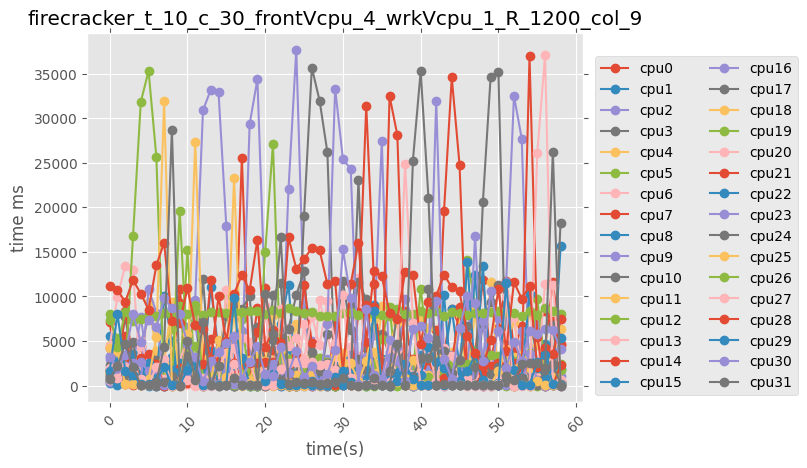 firecracker_t_10_c_30_frontVcpu_4_wrkVcpu_1_R_1200_col_9
time ms
35000
30000
25000
20000
15000
10000
5000
0
0
10
20
30
40
50
60
time(s)
cpu0
cpu1
cpu2
cpu3
cpu4
cpu5
cpu6
cpu7
cpu8
cpu9
cpu10
cpu11
cpu12
cpu13
cpu14
cpu15
cpu16
cpu17
cpu18
cpu19
cpu20
cpu21
cpu22
cpu23
cpu24
cpu25
cpu26
cpu27
cpu28
cpu29
cpu30
cpu31